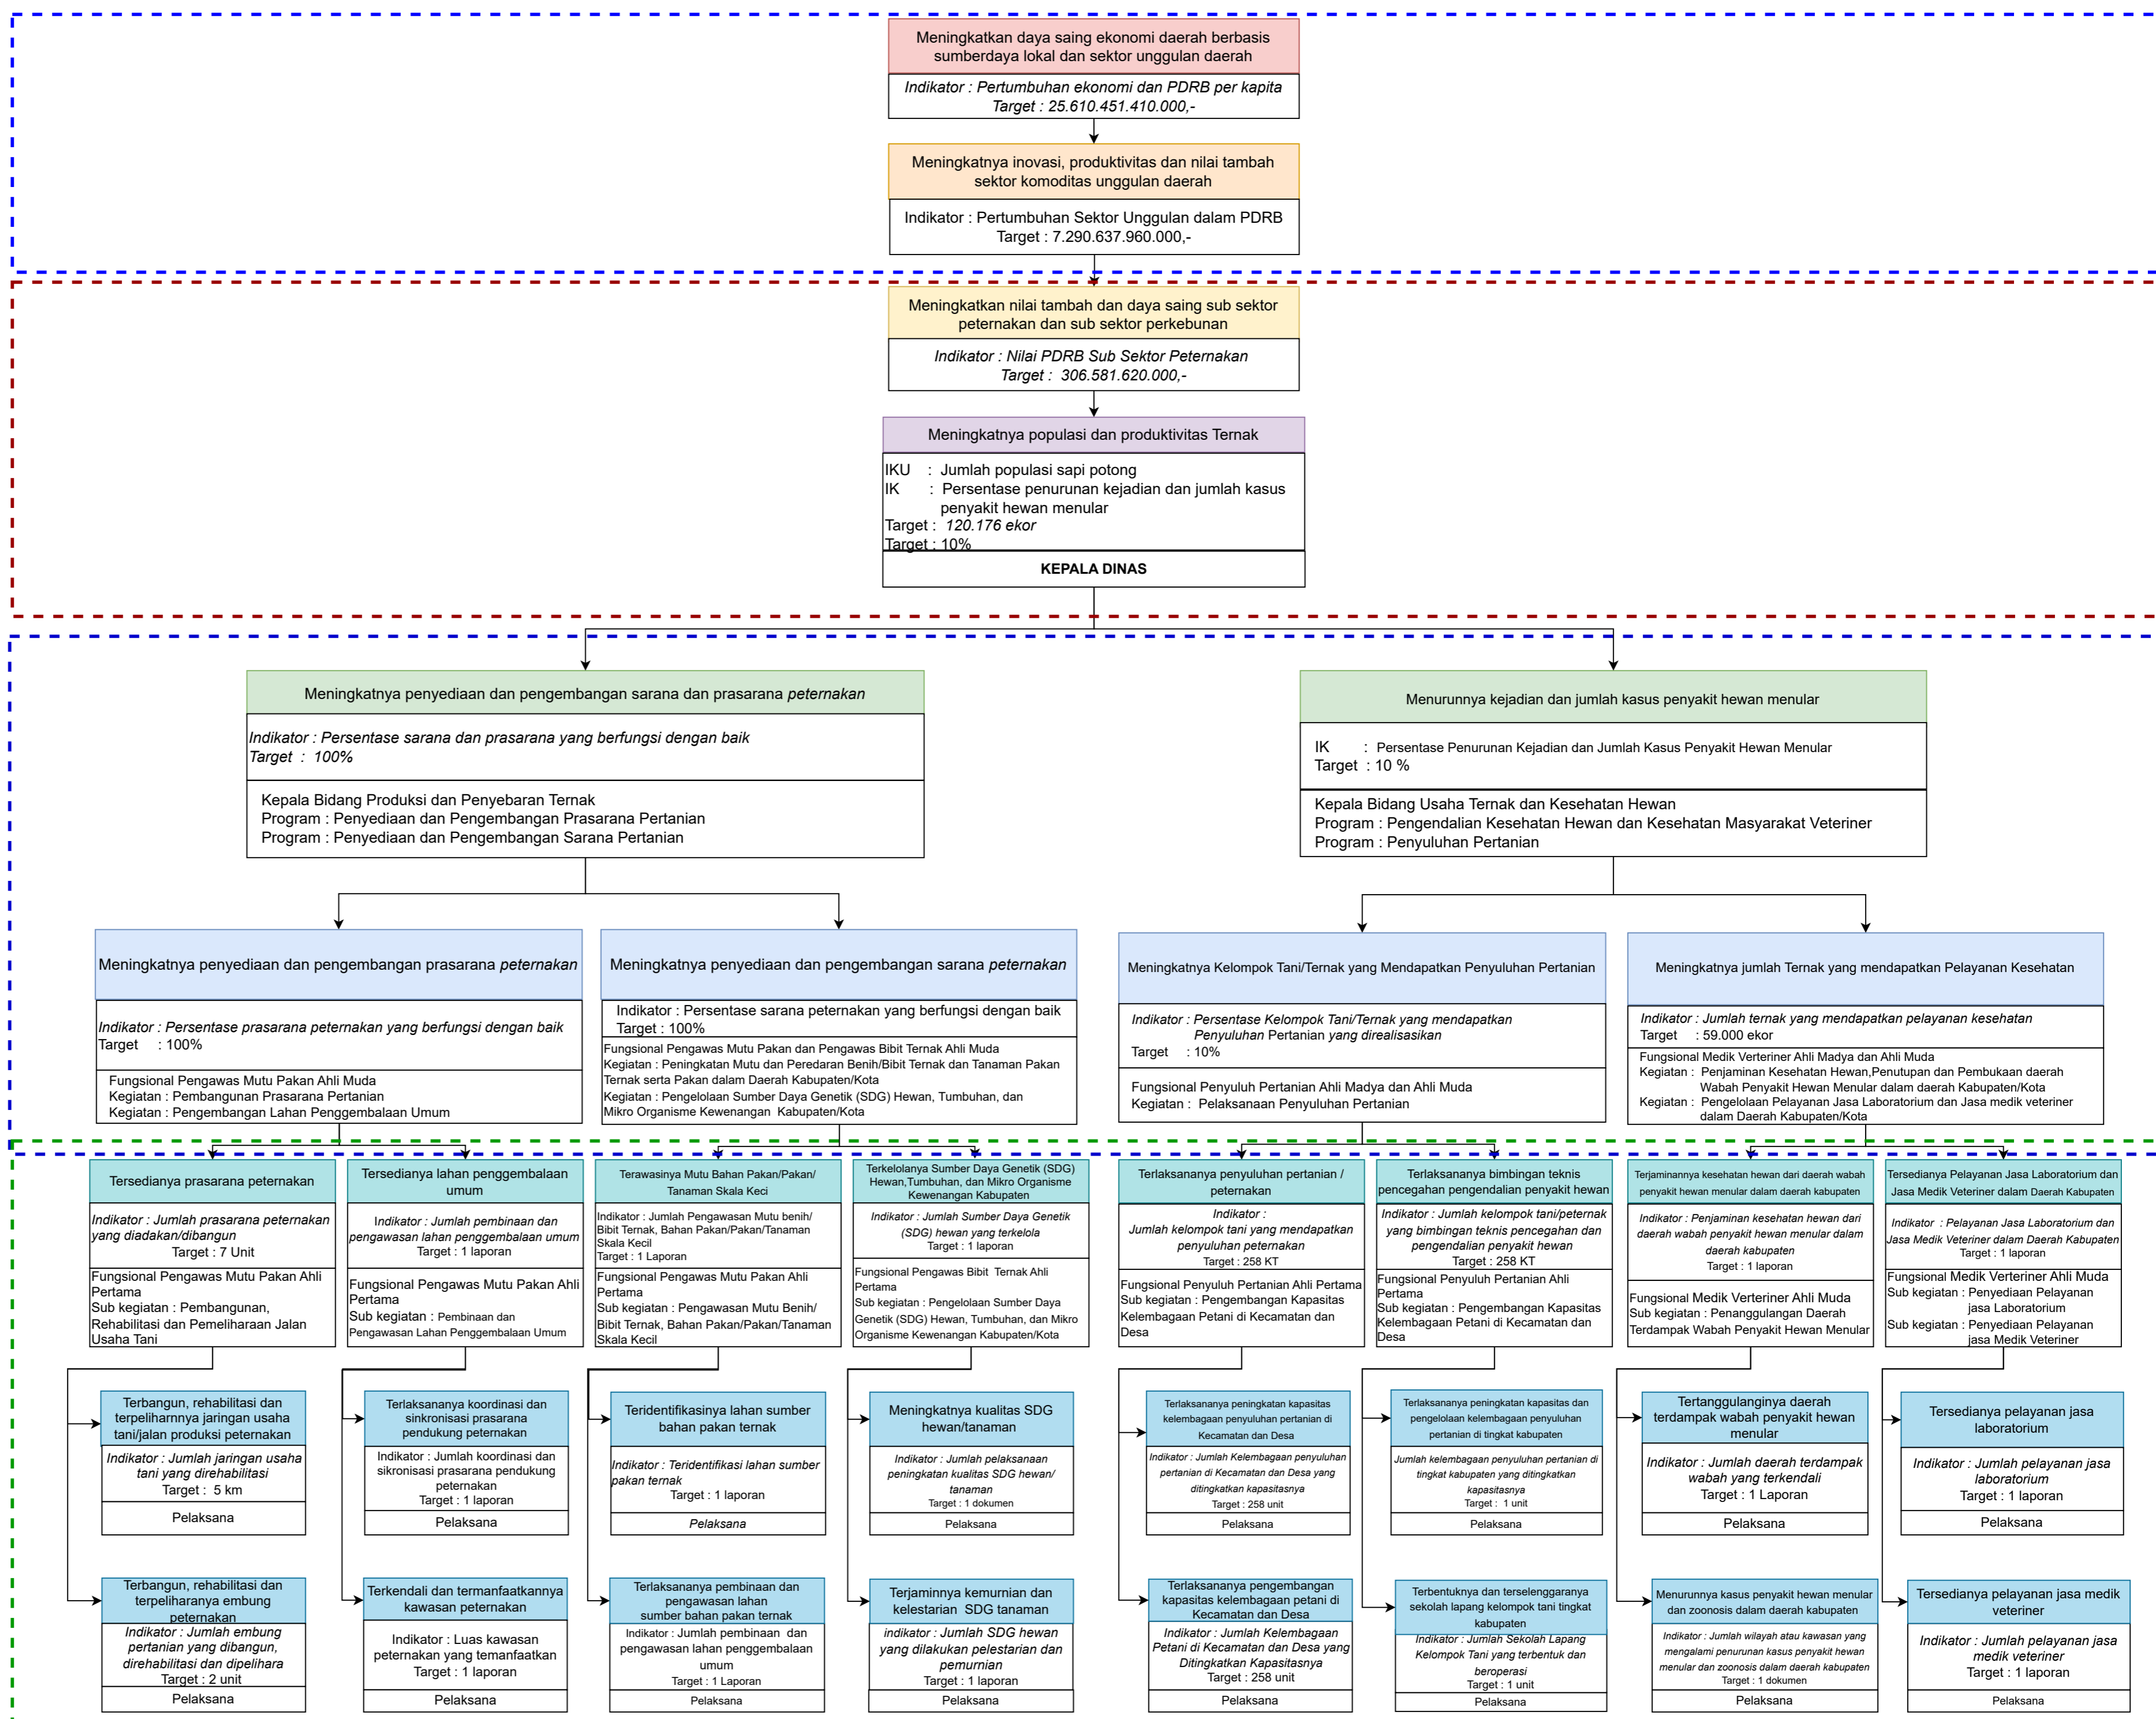 Meningkatkan daya saing ekonomi daerah berbasis
sumberdaya lokal dan sektor unggulan daerah
Indikator : Pertumbuhan ekonomi dan PDRB per kapita
Target : 25.610.451.410.000,-
Meningkatnya inovasi, produktivitas dan nilai tambah
sektor komoditas unggulan daerah
Indikator : Pertumbuhan Sektor Unggulan dalam PDRB
Target : 7.290.637.960.000,-
Meningkatkan nilai tambah dan daya saing sub sektor
peternakan dan sub sektor perkebunan
Indikator : Nilai PDRB Sub Sektor Peternakan
Target : 306.581.620.000,-
Meningkatnya populasi dan produktivitas Ternak
IKU : Jumlah populasi sapi potong
IK : Persentase penurunan kejadian dan jumlah kasus
penyakit hewan menular
Target : 120.176 ekor
Target : 10%
KEPALA DINAS
Meningkatnya penyediaan dan pengembangan sarana dan prasarana peternakan
Indikator : Persentase sarana dan prasarana yang berfungsi dengan baik
Target : 100%
Kepala Bidang Produksi dan Penyebaran Ternak
Program : Penyediaan dan Pengembangan Prasarana Pertanian
Program : Penyediaan dan Pengembangan Sarana Pertanian
Menurunnya kejadian dan jumlah kasus penyakit hewan menular
IK : Persentase Penurunan Kejadian dan Jumlah Kasus Penyakit Hewan Menular
Target : 10 %
Kepala Bidang Usaha Ternak dan Kesehatan Hewan
Program : Pengendalian Kesehatan Hewan dan Kesehatan Masyarakat Veteriner
Program : Penyuluhan Pertanian
Meningkatnya penyediaan dan pengembangan prasarana peternakan
Indikator : Persentase prasarana peternakan yang berfungsi dengan baik
Target : 100%
Fungsional Pengawas Mutu Pakan Ahli Muda
Kegiatan : Pembangunan Prasarana Pertanian
Kegiatan : Pengembangan Lahan Penggembalaan Umum
Meningkatnya penyediaan dan pengembangan sarana peternakan
Indikator : Persentase sarana peternakan yang berfungsi dengan baik
Target : 100%
Fungsional Pengawas Mutu Pakan dan Pengawas Bibit Ternak Ahli Muda
Kegiatan : Peningkatan Mutu dan Peredaran Benih/Bibit Ternak dan Tanaman Pakan
Ternak serta Pakan dalam Daerah Kabupaten/Kota
Kegiatan : Pengelolaan Sumber Daya Genetik (SDG) Hewan, Tumbuhan, dan
Mikro Organisme Kewenangan Kabupaten/Kota
Meningkatnya Kelompok Tani/Ternak yang Mendapatkan Penyuluhan Pertanian
Indikator : Persentase Kelompok Tani/Ternak yang mendapatkan
Penyuluhan Pertanian yang direalisasikan
Target : 10%
Fungsional Penyuluh Pertanian Ahli Madya dan Ahli Muda
Kegiatan : Pelaksanaan Penyuluhan Pertanian
Meningkatnya jumlah Ternak yang mendapatkan Pelayanan Kesehatan
Indikator : Jumlah ternak yang mendapatkan pelayanan kesehatan
Target : 59.000 ekor
Fungsional Medik Verteriner Ahli Madya dan Ahli Muda
Kegiatan : Penjaminan Kesehatan Hewan,Penutupan dan Pembukaan daerah
Wabah Penyakit Hewan Menular dalam daerah Kabupaten/Kota
Kegiatan : Pengelolaan Pelayanan Jasa Laboratorium dan Jasa medik veteriner
dalam Daerah Kabupaten/Kota
Tersedianya prasarana peternakan
Indikator : Jumlah prasarana peternakan
yang diadakan/dibangun
Target : 7 Unit
Fungsional Pengawas Mutu Pakan Ahli
Pertama
Sub kegiatan : Pembangunan,
Rehabilitasi dan Pemeliharaan Jalan
Usaha Tani
Tersedianya lahan penggembalaan
umum
Indikator : Jumlah pembinaan dan
pengawasan lahan penggembalaan umum
Target : 1 laporan
Fungsional Pengawas Mutu Pakan Ahli
Pertama
Sub kegiatan : Pembinaan dan
Pengawasan Lahan Penggembalaan Umum
Terawasinya Mutu Bahan Pakan/Pakan/
Tanaman Skala Keci
Indikator : Jumlah Pengawasan Mutu benih/
Bibit Ternak, Bahan Pakan/Pakan/Tanaman
Skala Kecil
Target : 1 Laporan
Fungsional Pengawas Mutu Pakan Ahli
Pertama
Sub kegiatan : Pengawasan Mutu Benih/
Bibit Ternak, Bahan Pakan/Pakan/Tanaman
Skala Kecil
Terkelolanya Sumber Daya Genetik (SDG)
Hewan,Tumbuhan, dan Mikro Organisme
Kewenangan Kabupaten
Indikator : Jumlah Sumber Daya Genetik
(SDG) hewan yang terkelola
Target : 1 laporan
Fungsional Pengawas Bibit Ternak Ahli
Pertama
Sub kegiatan : Pengelolaan Sumber Daya
Genetik (SDG) Hewan, Tumbuhan, dan Mikro
Organisme Kewenangan Kabupaten/Kota
Terlaksananya penyuluhan pertanian /
peternakan
Indikator :
Jumlah kelompok tani yang mendapatkan
penyuluhan peternakan
Target : 258 KT
Fungsional Penyuluh Pertanian Ahli Pertama
Sub kegiatan : Pengembangan Kapasitas
Kelembagaan Petani di Kecamatan dan
Desa
Terlaksananya bimbingan teknis
pencegahan pengendalian penyakit hewan
Indikator : Jumlah kelompok tani/peternak
yang bimbingan teknis pencegahan dan
pengendalian penyakit hewan
Target : 258 KT
Fungsional Penyuluh Pertanian Ahli
Pertama
Sub kegiatan : Pengembangan Kapasitas
Kelembagaan Petani di Kecamatan dan
Desa
Terjaminannya kesehatan hewan dari daerah wabah
penyakit hewan menular dalam daerah kabupaten
Indikator : Penjaminan kesehatan hewan dari
daerah wabah penyakit hewan menular dalam
daerah kabupaten
Target : 1 laporan
Fungsional Medik Verteriner Ahli Muda
Sub kegiatan : Penanggulangan Daerah
Terdampak Wabah Penyakit Hewan Menular
Tersedianya Pelayanan Jasa Laboratorium dan
Jasa Medik Veteriner dalam Daerah Kabupaten
Indikator : Pelayanan Jasa Laboratorium dan
Jasa Medik Veteriner dalam Daerah Kabupaten
Target : 1 laporan
Fungsional Medik Verteriner Ahli Muda
Sub kegiatan : Penyediaan Pelayanan
jasa Laboratorium
Sub kegiatan : Penyediaan Pelayanan
jasa Medik Veteriner
Terbangun, rehabilitasi dan
terpeliharnnya jaringan usaha
tani/jalan produksi peternakan
Indikator : Jumlah jaringan usaha
tani yang direhabilitasi
Target : 5 km
Pelaksana
Terlaksananya koordinasi dan
sinkronisasi prasarana
pendukung peternakan
Indikator : Jumlah koordinasi dan
sikronisasi prasarana pendukung
peternakan
Target : 1 laporan
Pelaksana
Teridentifikasinya lahan sumber
bahan pakan ternak
Indikator : Teridentifikasi lahan sumber
pakan ternak
Target : 1 laporan
Pelaksana
Meningkatnya kualitas SDG
hewan/tanaman
Indikator : Jumlah pelaksanaan
peningkatan kualitas SDG hewan/
tanaman
Target : 1 dokumen
Pelaksana
Terlaksananya peningkatan kapasitas
kelembagaan penyuluhan pertanian di
Kecamatan dan Desa
Indikator : Jumlah Kelembagaan penyuluhan
pertanian di Kecamatan dan Desa yang
ditingkatkan kapasitasnya
Target : 258 unit
Pelaksana
Terlaksananya peningkatan kapasitas dan
pengelolaan kelembagaan penyuluhan
pertanian di tingkat kabupaten
Jumlah kelembagaan penyuluhan pertanian di
tingkat kabupaten yang ditingkatkan
kapasitasnya
Target : 1 unit
Pelaksana
Tertanggulanginya daerah
terdampak wabah penyakit hewan
menular
Indikator : Jumlah daerah terdampak
wabah yang terkendali
Target : 1 Laporan
Pelaksana
Tersedianya pelayanan jasa
laboratorium
Indikator : Jumlah pelayanan jasa
laboratorium
Target : 1 laporan
Pelaksana
Terbangun, rehabilitasi dan
terpeliharanya embung
peternakan
Indikator : Jumlah embung
pertanian yang dibangun,
direhabilitasi dan dipelihara
Target : 2 unit
Pelaksana
Terkendali dan termanfaatkannya
kawasan peternakan
Indikator : Luas kawasan
peternakan yang temanfaatkan
Target : 1 laporan
Pelaksana
Terlaksananya pembinaan dan
pengawasan lahan
sumber bahan pakan ternak
Indikator : Jumlah pembinaan dan
pengawasan lahan penggembalaan
umum
Target : 1 Laporan
Pelaksana
Terjaminnya kemurnian dan
kelestarian SDG tanaman
indikator : Jumlah SDG hewan
yang dilakukan pelestarian dan
pemurnian
Target : 1 laporan
Pelaksana
Terlaksananya pengembangan
kapasitas kelembagaan petani di
Kecamatan dan Desa
Indikator : Jumlah Kelembagaan
Petani di Kecamatan dan Desa yang
Ditingkatkan Kapasitasnya
Target : 258 unit
Pelaksana
Terbentuknya dan terselenggaranya
sekolah lapang kelompok tani tingkat
kabupaten
Indikator : Jumlah Sekolah Lapang
Kelompok Tani yang terbentuk dan
beroperasi
Target : 1 unit
Pelaksana
Menurunnya kasus penyakit hewan menular
dan zoonosis dalam daerah kabupaten
Indikator : Jumlah wilayah atau kawasan yang
mengalami penurunan kasus penyakit hewan
menular dan zoonosis dalam daerah kabupaten
Target : 1 dokumen
Pelaksana
Tersedianya pelayanan jasa medik
veteriner
Indikator : Jumlah pelayanan jasa
medik veteriner
Target : 1 laporan
Pelaksana